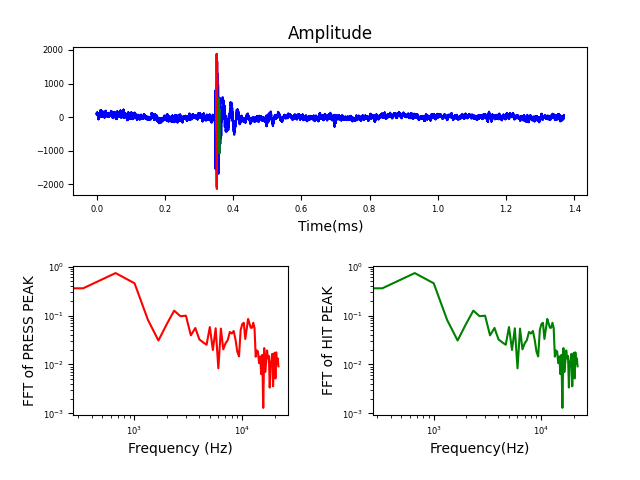 Amplitude
2000
1000
0
−1000
−2000
0.0 0.2 0.4 0.6 0.8 1.0 1.2 1.4
Time(ms)
FFT of PRESS PEAK
10⁰
10⁻¹
10⁻²
10⁻³
10³ 10⁴
Frequency (Hz)
FFT of HIT PEAK
10⁰
10⁻¹
10⁻²
10⁻³
10³ 10⁴
Frequency(Hz)